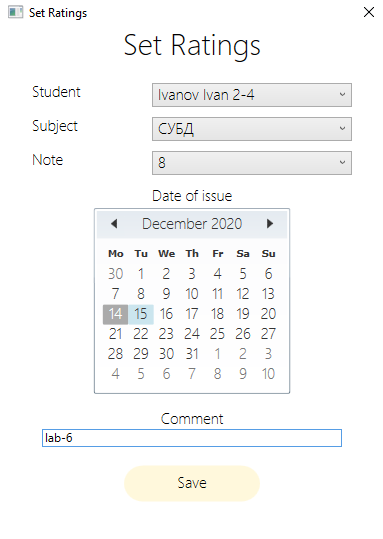 Set Ratings
Set Ratings
Student
Ivanov Ivan 2-4
Subject
СУБД
Note
8
Date of issue
December 2020
Mo Tu We Th Fr Sa Su
30 1 2 3 4 5 6
7 8 9 10 11 12 13
14 15 16 17 18 19 20
21 22 23 24 25 26 27
28 29 30 31 1 2 3
4 5 6 7 8 9 10
Comment
lab-6
Save